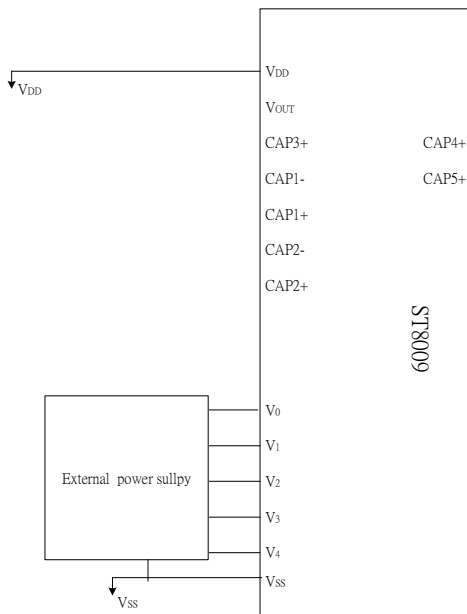 VDD
VDD
VOUT
CAP3+ CAP4+
CAP1- CAP5+
CAP1+
CAP2-
CAP2+
ST8009
V0
V1
External power sullpy
V2
V3
V4
VSS
VSS